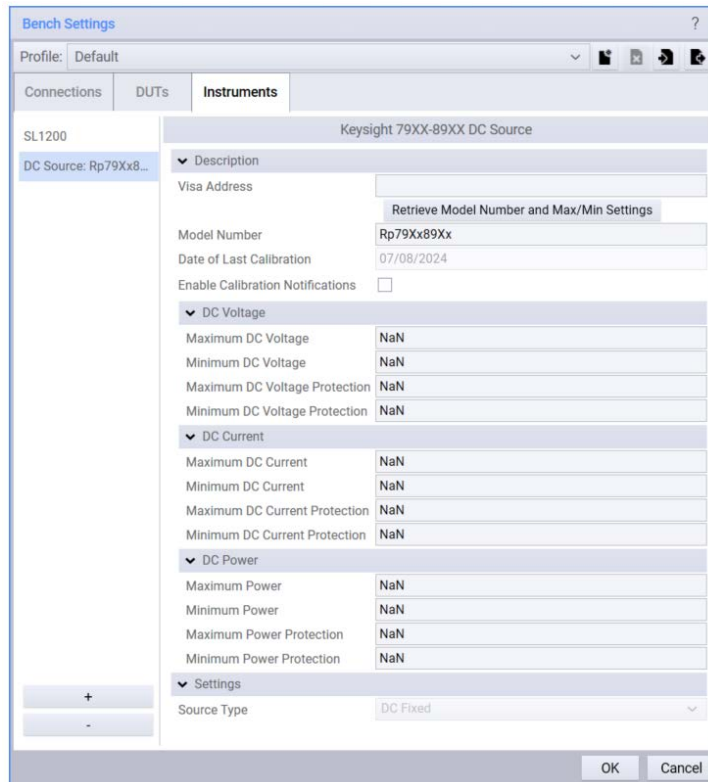 Bench Settings ?
Profile: Default
Connections DUTs Instruments
SL1200
DC Source: Rp79Xx8...
Keysight 79XX-89XX DC Source
Description
Visa Address
Retrieve Model Number and Max/Min Settings
Model Number Rp79Xx89Xx
Date of Last Calibration 07/08/2024
Enable Calibration Notifications
DC Voltage
Maximum DC Voltage NaN
Minimum DC Voltage NaN
Maximum DC Voltage Protection NaN
Minimum DC Voltage Protection NaN
DC Current
Maximum DC Current NaN
Minimum DC Current NaN
Maximum DC Current Protection NaN
Minimum DC Current Protection NaN
DC Power
Maximum Power NaN
Minimum Power NaN
Maximum Power Protection NaN
Minimum Power Protection NaN
Settings
Source Type DC Fixed
+
-
OK Cancel